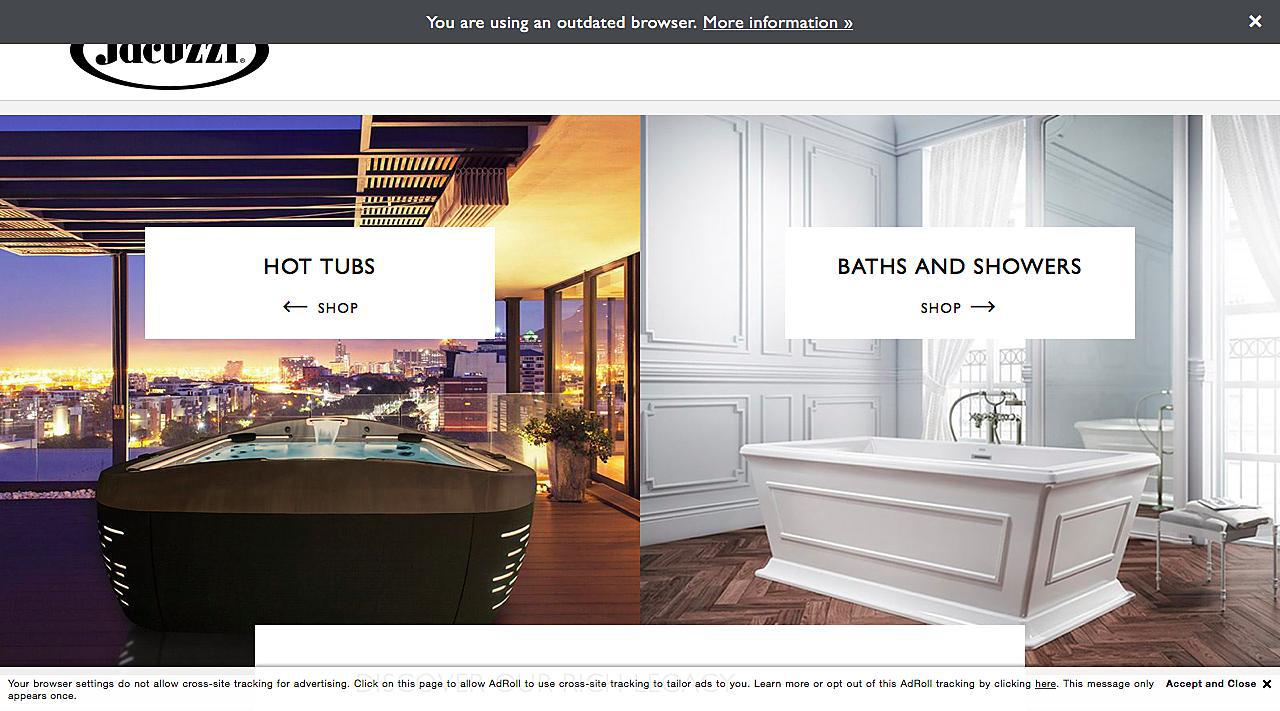 You are using an outdated browser. More information » ×
Jacuzzi®
HOT TUBS
← SHOP
BATHS AND SHOWERS
SHOP →
Your browser settings do not allow cross-site tracking for advertising. Click on this page to allow AdRoll to use cross-site tracking to tailor ads to you. Learn more or opt out of this AdRoll tracking by clicking here. This message only
appears once.
Accept and Close ×